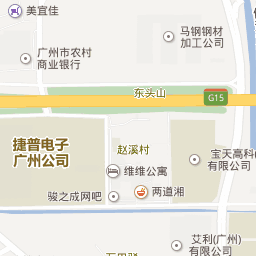 美宜佳
马钢钢材
加工公司
广州市农村
商业银行
东头山
G15
捷普电子
广州公司
赵溪村
维维公寓
宝天高科
有限公司
两道湘
骏之成网吧
艾利(广州)
有限公司